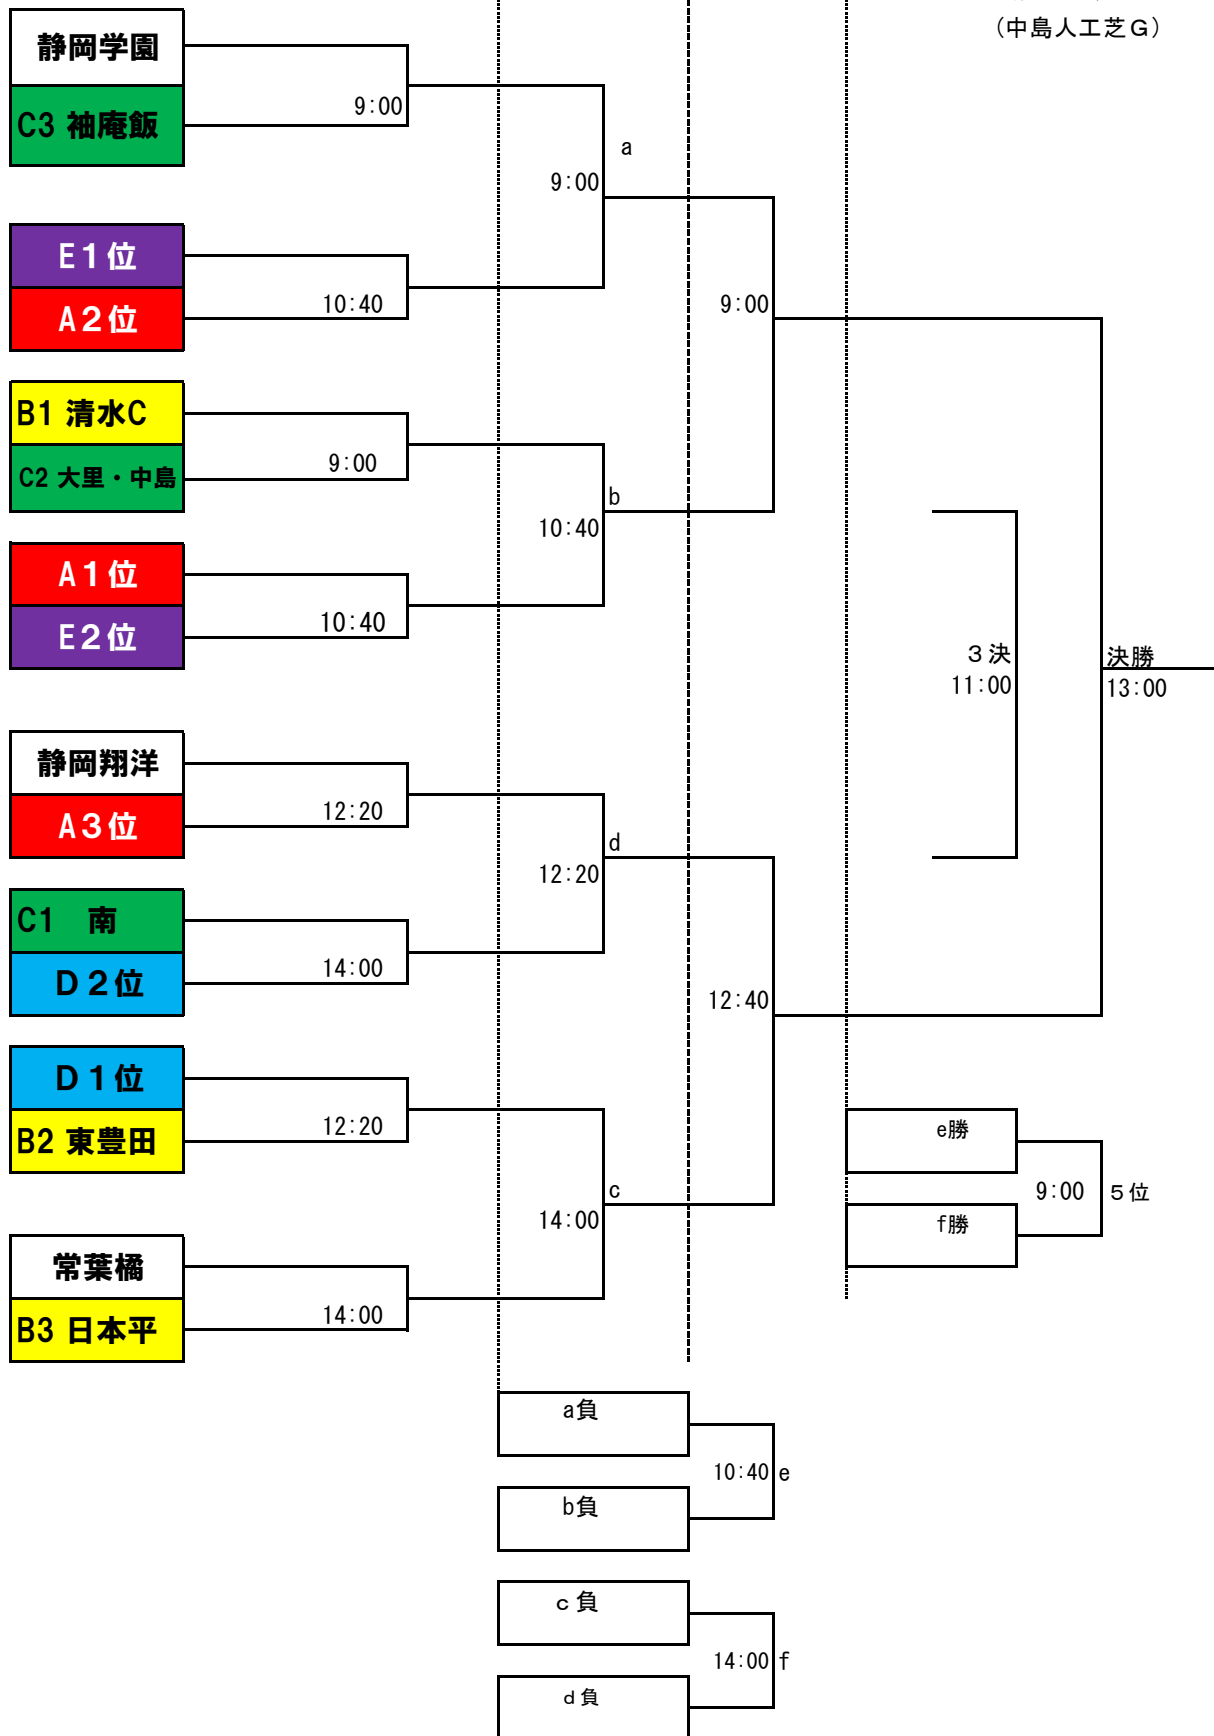 （中島人工芝Ｇ）
静岡学園
9:00
C3 袖庵飯
a
9:00
E１位
10:40
A２位
9:00
B1 清水C
9:00
C2 大里・中島
b
10:40
A１位
10:40
E２位
３決
11:00
決勝
13:00
静岡翔洋
12:20
A３位
d
12:20
C1　南
14:00
D２位
12:40
D１位
12:20
B2 東豊田
e勝
9:00
５位
f勝
c
14:00
常葉橘
14:00
B3 日本平
a負
10:40 e
b負
ｃ負
14:00 f
ｄ負